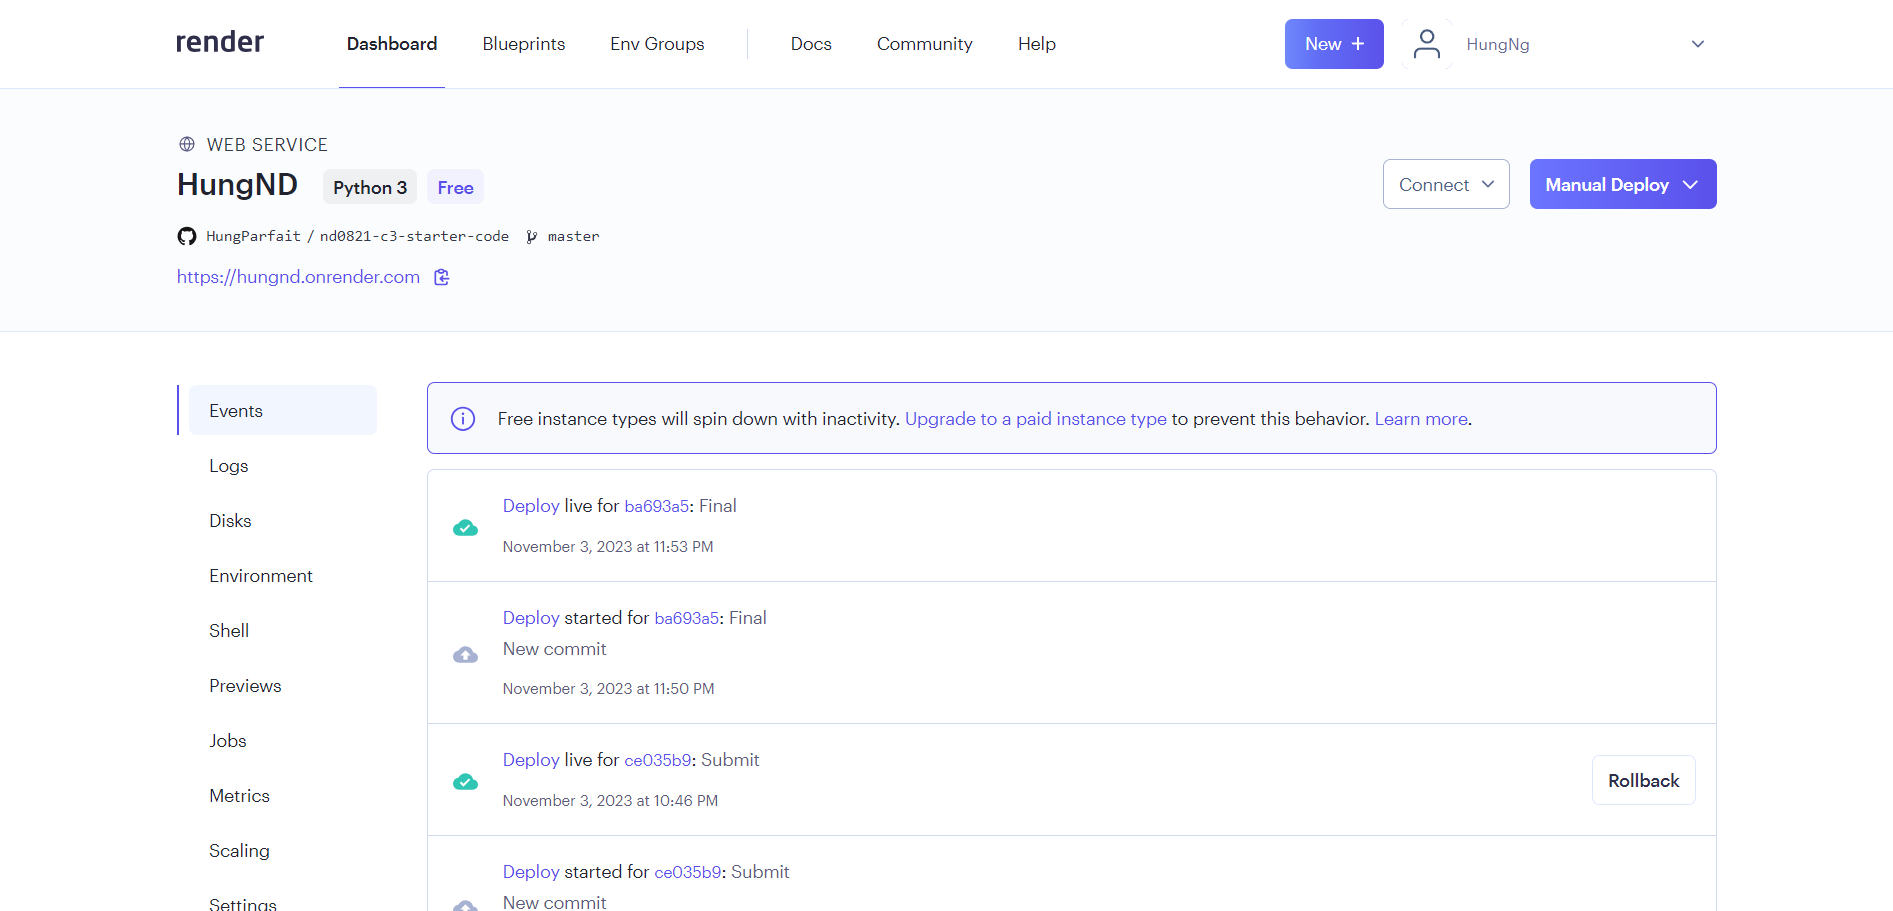 render Dashboard Blueprints Env Groups Docs Community Help New + HungNg
WEB SERVICE
HungND Python 3 Free
Connect Manual Deploy
HungParfait / nd0821-c3-starter-code master
https://hungnd.onrender.com
Events
Logs
Disks
Environment
Shell
Previews
Jobs
Metrics
Scaling
Settings
Free instance types will spin down with inactivity. Upgrade to a paid instance type to prevent this behavior. Learn more.
Deploy live for ba693a5: Final
November 3, 2023 at 11:53 PM
Deploy started for ba693a5: Final
New commit
November 3, 2023 at 11:50 PM
Deploy live for ce035b9: Submit
November 3, 2023 at 10:46 PM
Rollback
Deploy started for ce035b9: Submit
New commit